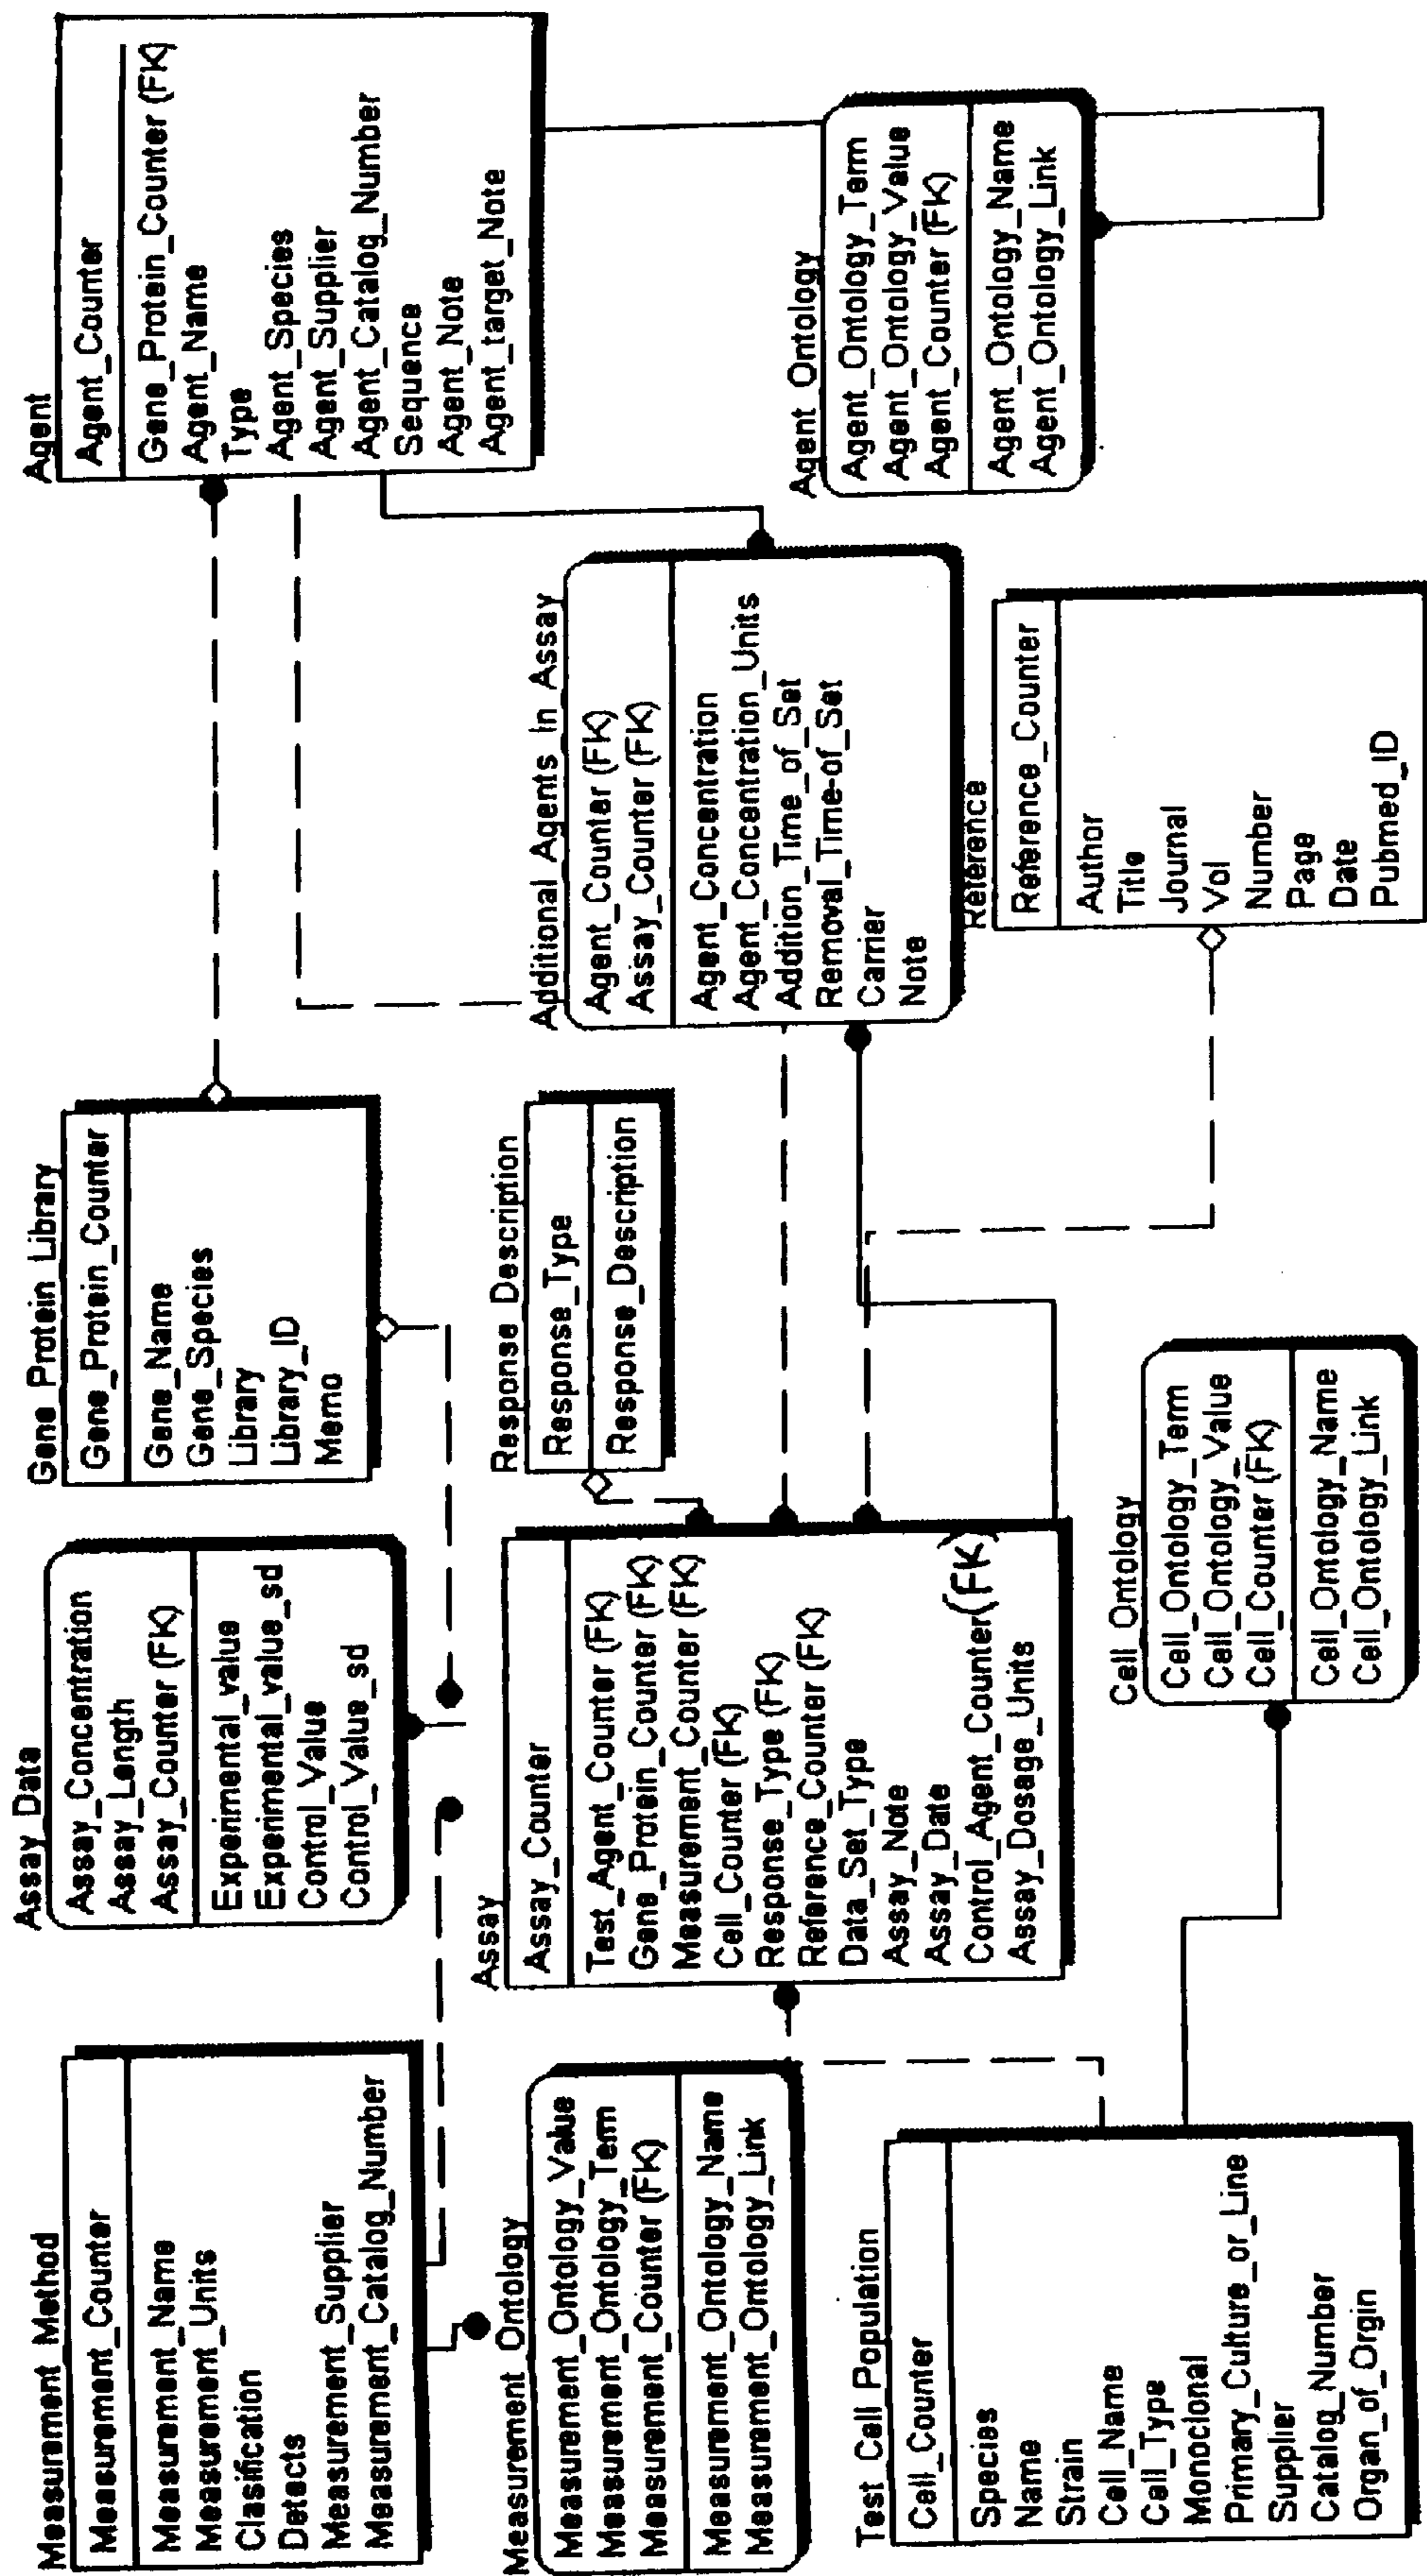 Measurement_Method
Measurement_Counter
Measurement_Name
Measurement_Units
Clasification
Detects
Measurement_Supplier
Measurement_Catalog_Number
Assay_Data
Assay_Concentration
Assay_Length
Assay_Counter (FK)
Experimental_value
Experimental_value_sd
Control_Value
Control_Value_sd
Gene_Protein_Library
Gene_Protein_Counter
Gene_Name
Gene_Species
Library
Library_ID
Memo
Agent
Agent_Counter
Gene_Protein_Counter (FK)
Agent_Name
Type
Agent_Species
Agent_Supplier
Agent_Catalog_Number
Sequence
Agent_Note
Agent_target_Note
Measurement_Ontology
Measurement_Ontology_Value
Measurement_Ontology_Term
Measurement_Counter (FK)
Measurement_Ontology_Name
Measurement_Ontology_Link
Assay
Assay_Counter
Test_Agent_Counter (FK)
Gene_Protein_Counter (FK)
Measurement_Counter (FK)
Cell_Counter (FK)
Response_Type (FK)
Reference_Counter (FK)
Data_Set_Type
Assay_Note
Assay_Date
Control_Agent_Counter(FK)
Assay_Dosage_Units
Response_Description
Response_Type
Response_Description
Additional_Agents_In_Assay
Agent_Counter (FK)
Assay_Counter (FK)
Agent_Concentration
Agent_Concentration_Units
Addition_Time_of_Set
Removal_Time-of_Set
Carrier
Note
Agent_Ontology
Agent_Ontology_Term
Agent_Ontology_Value
Agent_Counter (FK)
Agent_Ontology_Name
Agent_Ontology_Link
Test_Cell_Population
Cell_Counter
Species
Name
Strain
Cell_Name
Cell_Type
Monoclonal
Primary_Culture_or_Line
Supplier
Catalog_Number
Organ_of_Orgin
Cell_Ontology
Cell_Ontology_Term
Cell_Ontology_Value
Cell_Counter (FK)
Cell_Ontology_Name
Cell_Ontology_Link
Reference
Reference_Counter
Author
Title
Journal
Vol
Number
Page
Date
Pubmed_ID